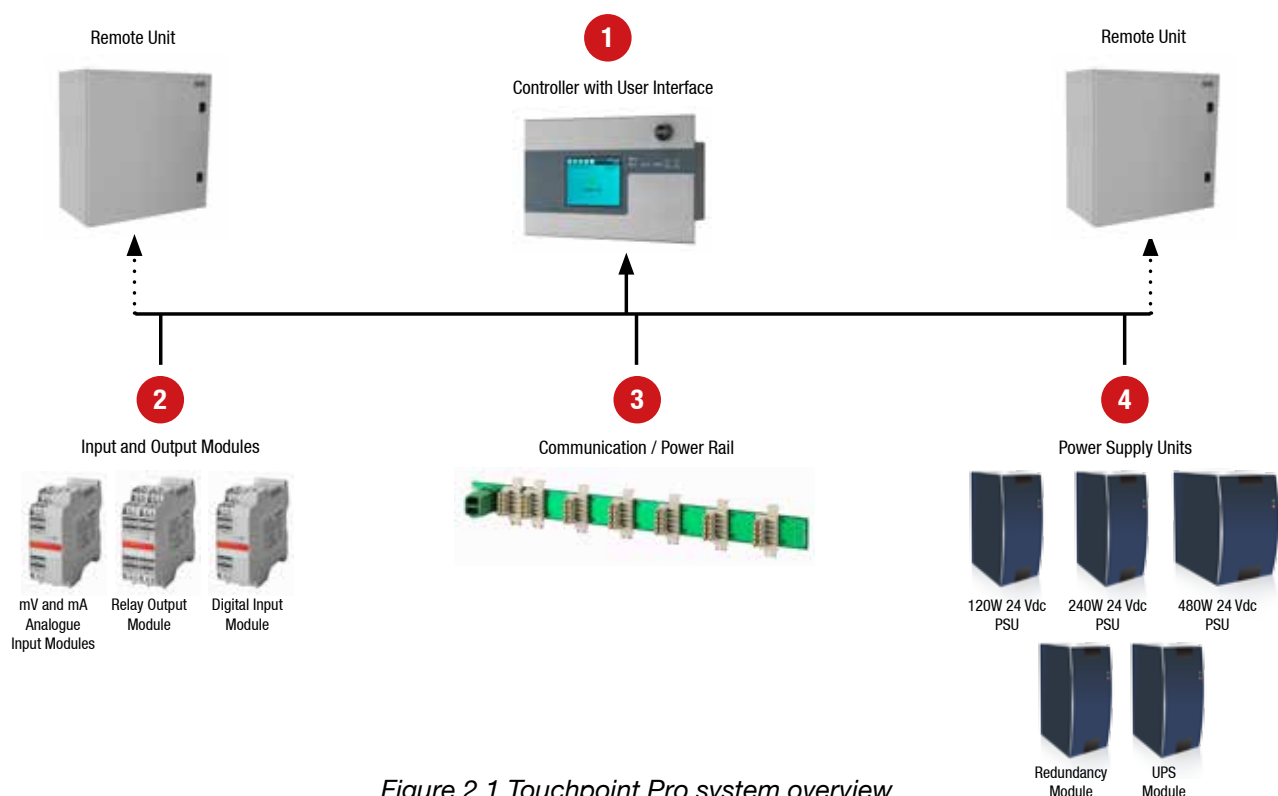 Remote Unit
1
Remote Unit
Controller with User Interface
2
3
4
Input and Output Modules
Communication / Power Rail
Power Supply Units
mV and mA
Analogue
Input Modules
Relay Output
Module
Digital Input
Module
120W 24 Vdc
PSU
240W 24 Vdc
PSU
480W 24 Vdc
PSU
Redundancy
Module
UPS
Module
Figure 2.1 Touchpoint Pro system overview